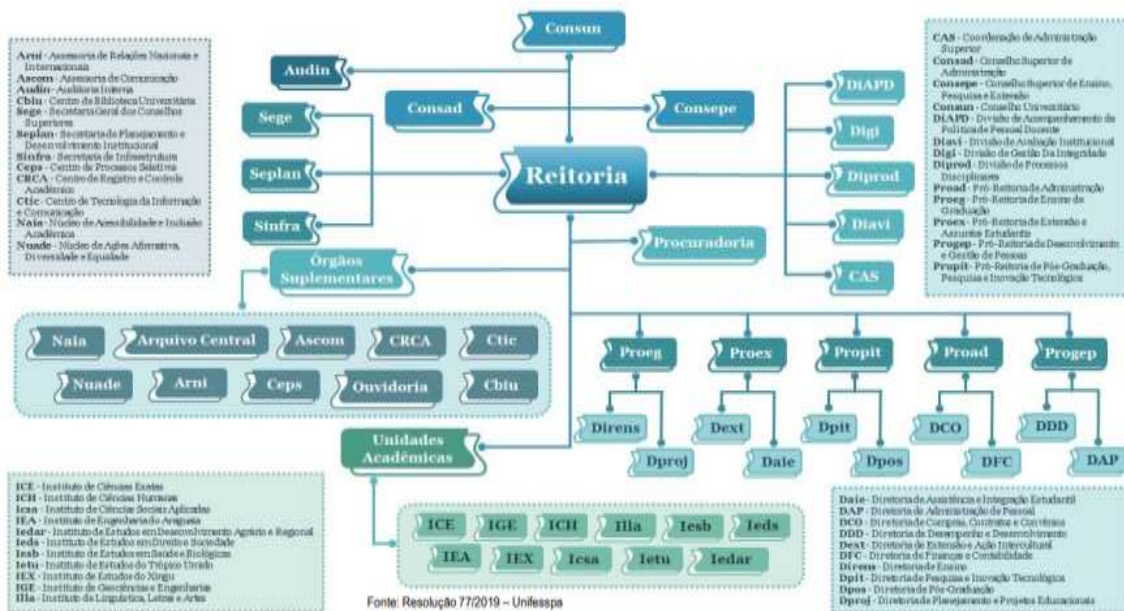 Arni - Assessoria de Relações Nacionais e
Internacionais
Ascom - Assessoria de Comunicação
Audin - Auditoria Interna
Cbiu - Centro de Biblioteca Universitária
Sege - Secretaria Geral dos Conselhos
Superiores
Seplan - Secretaria de Planejamento e
Desenvolvimento Institucional
Sinfra - Secretaria de Infraestrutura
Ceps - Centro de Processos Seletivos
CRCA - Centro de Registro e Controle
Acadêmico
Ctic - Centro de Tecnologia da Informação
e Comunicação
Naia - Núcleo de Acessibilidade e Inclusão
Acadêmica
Nuade - Núcleo de Ações Afirmativa,
Diversidade e Equidade
Consun
Audin
Consad
Consepe
Sege
Seplan
Sinfra
Reitoria
Procuradoria
DIAPD
Digi
Diprod
Diavi
CAS
CAS - Coordenação de Administração
Superior
Consad - Conselho Superior de
Administração
Consepe - Conselho Superior de Ensino,
Pesquisa e Extensão
Consun - Conselho Universitário
DIAPD - Divisão de Acompanhamento da
Política de Pessoal Docente
Diavi - Divisão de Avaliação Institucional
Digi - Divisão de Gestão Da Integridade
Diprod - Divisão de Processos
Disciplinares
Proad - Pró-Reitoria de Administração
Proeg - Pró-Reitoria de Ensino de
Graduação
Proex - Pró-Reitoria de Extensão e
Assuntos Estudantis
Progep - Pró-Reitoria de Desenvolvimento
e Gestão de Pessoas
Propit - Pró-Reitoria de Pós-Graduação,
Pesquisa e Inovação Tecnológica
Órgãos
Suplementares
Naia Arquivo Central Ascom CRCA Ctic
Nuade Arni Ceps Ouvidoria Cbiu
Proeg Proex Propit Proad Progep
Direns Dext Dpit DCO DDD
Dproj Daie Dpos DFC DAP
Unidades
Acadêmicas
ICE IGE ICH Illa Iesb Ieds
IEA IEX Icsa Ietu Iedar
ICE - Instituto de Ciências Exatas
ICH - Instituto de Ciências Humanas
Icsa - Instituto de Ciências Sociais Aplicadas
IEA - Instituto de Engenharia do Araguaia
Iedar - Instituto de Estudos em Desenvolvimento Agrário e Regional
Ieds - Instituto de Estudos em Direito e Sociedade
Iesb - Instituto de Estudos em Saúde e Biológicas
Ietu - Instituto de Estudos do Trópico Úmido
IEX - Instituto de Estudos do Xingu
IGE - Instituto de Geociências e Engenharias
Illa - Instituto de Linguística, Letras e Artes
Daie - Diretoria de Assistência e Integração Estudantil
DAP - Diretoria de Administração de Pessoal
DCO - Diretoria de Compras, Contratos e Convênios
DDD - Diretoria de Desempenho e Desenvolvimento
Dext - Diretoria de Extensão e Ação Intercultural
DFC - Diretoria de Finanças e Contabilidade
Direns - Diretoria de Ensino
Dpit - Diretoria de Pesquisa e Inovação Tecnológica
Dpos - Diretoria de Pós-Graduação
Dproj - Diretoria de Planejamento e Projetos Educacionais
Fonte: Resolução 77/2019 – Unifesspa